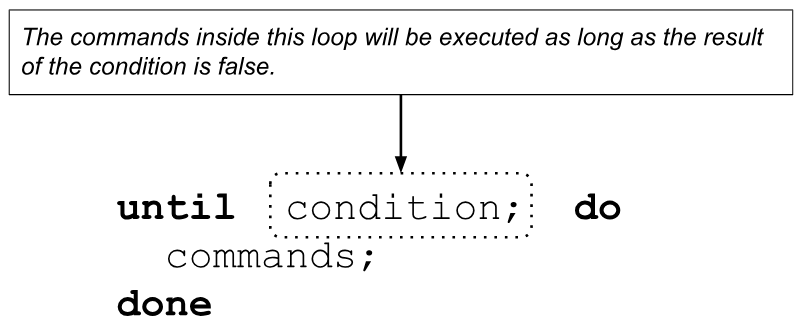 The commands inside this loop will be executed as long as the result
of the condition is false.
until condition; do
commands;
done